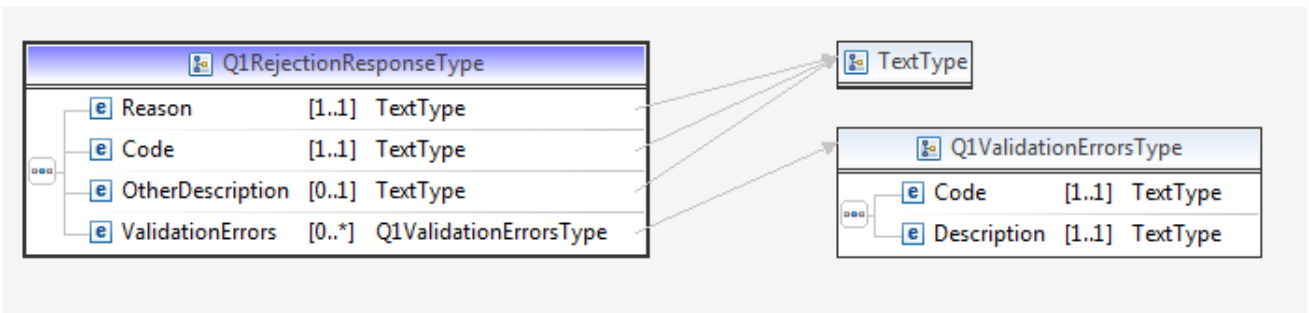 Q1RejectionResponseType
e Reason [1..1] TextType
e Code [1..1] TextType
e OtherDescription [0..1] TextType
e ValidationErrors [0..*] Q1ValidationErrorsType
TextType
Q1ValidationErrorsType
e Code [1..1] TextType
e Description [1..1] TextType